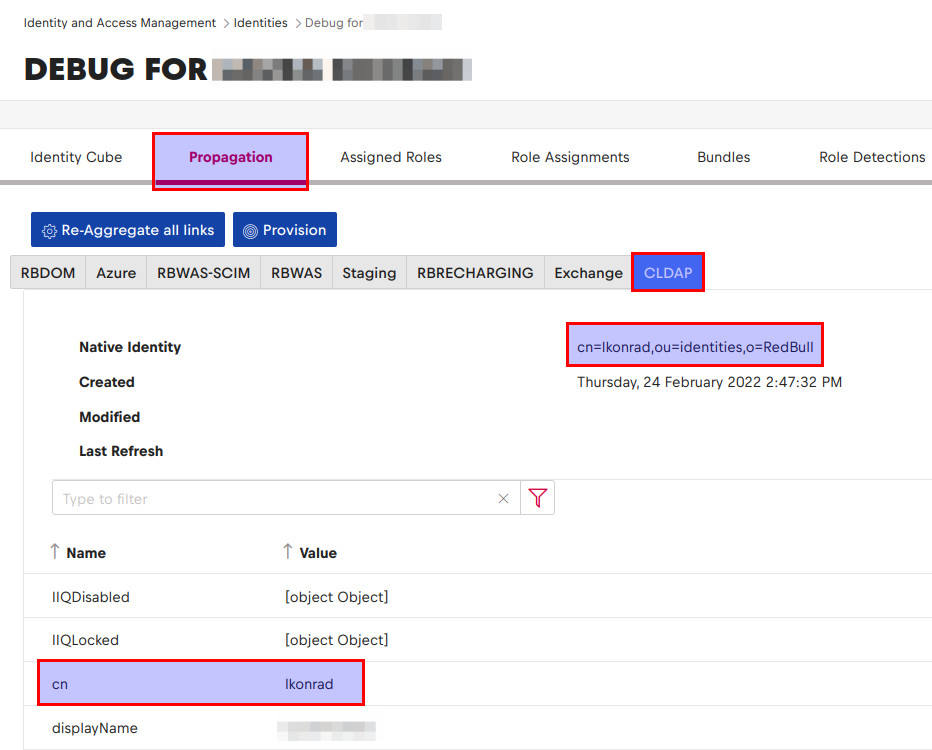 Identity and Access Management > Identities > Debug for
DEBUG FOR
Identity Cube Propagation Assigned Roles Role Assignments Bundles Role Detections
Re-Aggregate all links Provision
RBDOM Azure RBWAS-SCIM RBWAS Staging RBRECHARGING Exchange CLDAP
Native Identity cn=lkonrad,ou=identities,o=RedBull
Created Thursday, 24 February 2022 2:47:32 PM
Modified
Last Refresh
Type to filter
Name Value
IIQDisabled [object Object]
IIQLocked [object Object]
cn lkonrad
displayName